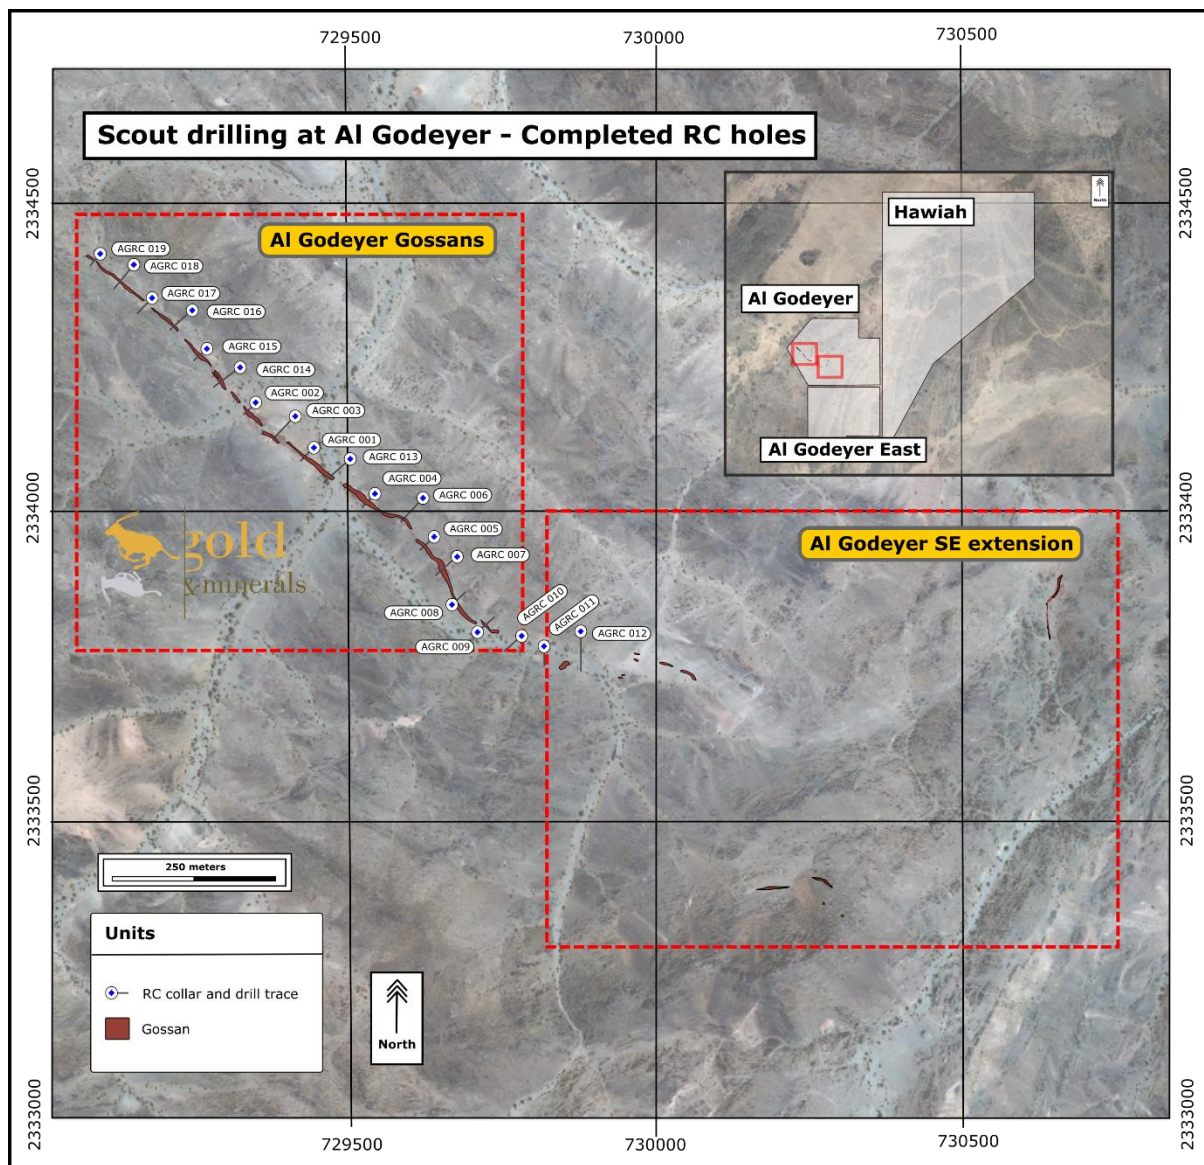 729500
730000
730500
Scout drilling at Al Godeyer - Completed RC holes
2334500
2334500
North
Hawiah
Al Godeyer
Al Godeyer East
Al Godeyer Gossans
AGRC 019
AGRC 018
AGRC 017
AGRC 016
AGRC 015
AGRC 014
AGRC 002
AGRC 003
AGRC 001
AGRC 013
AGRC 004
AGRC 006
AGRC 005
AGRC 007
AGRC 008
AGRC 009
AGRC 010
AGRC 011
AGRC 012
2334000
2334000
gold
& minerals
Al Godeyer SE extension
2333500
2333500
250 meters
Units
RC collar and drill trace
Gossan
North
2333000
2333000
729500
730000
730500